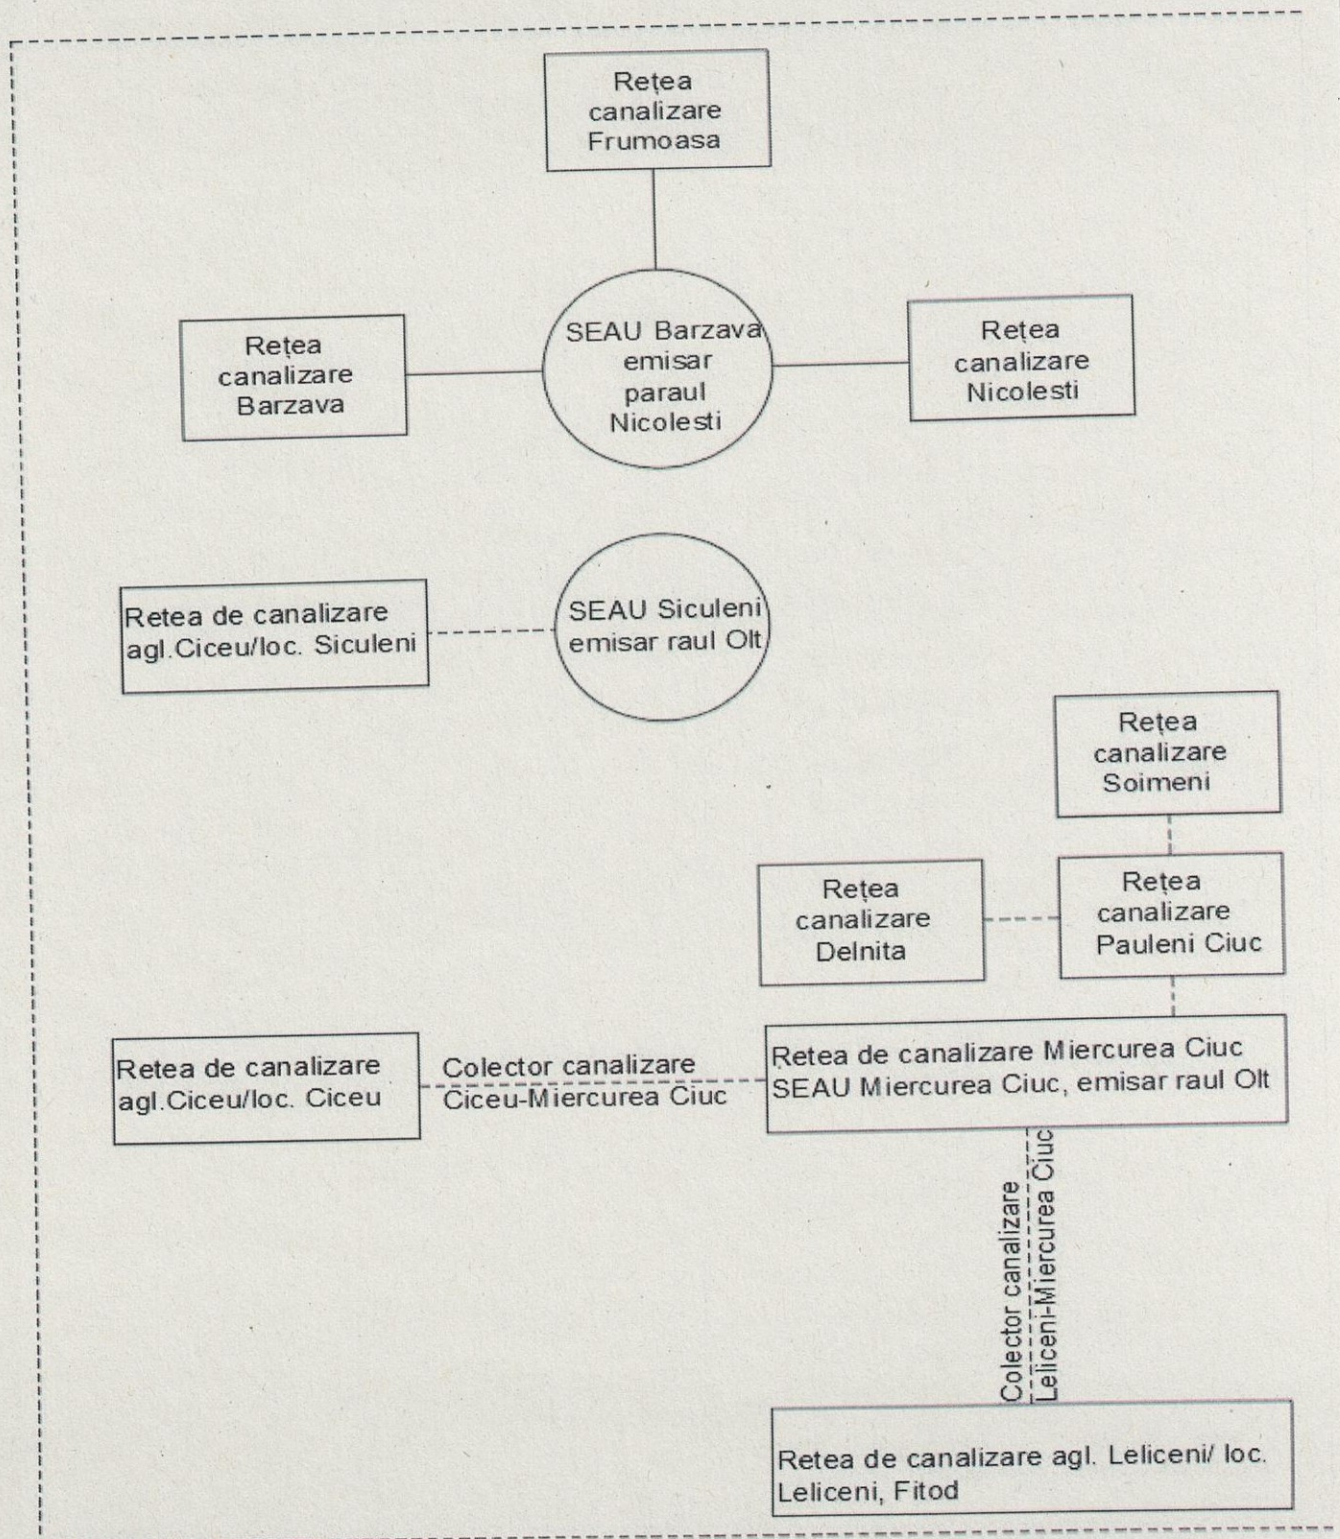 Rețea
canalizare
Frumoasa
Rețea
canalizare
Barzava
SEAU Barzava
emisar
paraul
Nicolesti
Rețea
canalizare
Nicolesti
Retea de canalizare
agl.Ciceu/loc. Siculeni
SEAU Siculeni
emisar raul Olt
Rețea
canalizare
Soimeni
Rețea
canalizare
Delnita
Rețea
canalizare
Pauleni Ciuc
Retea de canalizare
agl.Ciceu/loc. Ciceu
Colector canalizare
Ciceu-Miercurea Ciuc
Retea de canalizare Miercurea Ciuc
SEAU Miercurea Ciuc, emisar raul Olt
Colector canalizare
Leliceni-Miercurea Ciuc
Retea de canalizare agl. Leliceni/ loc.
Leliceni, Fitod